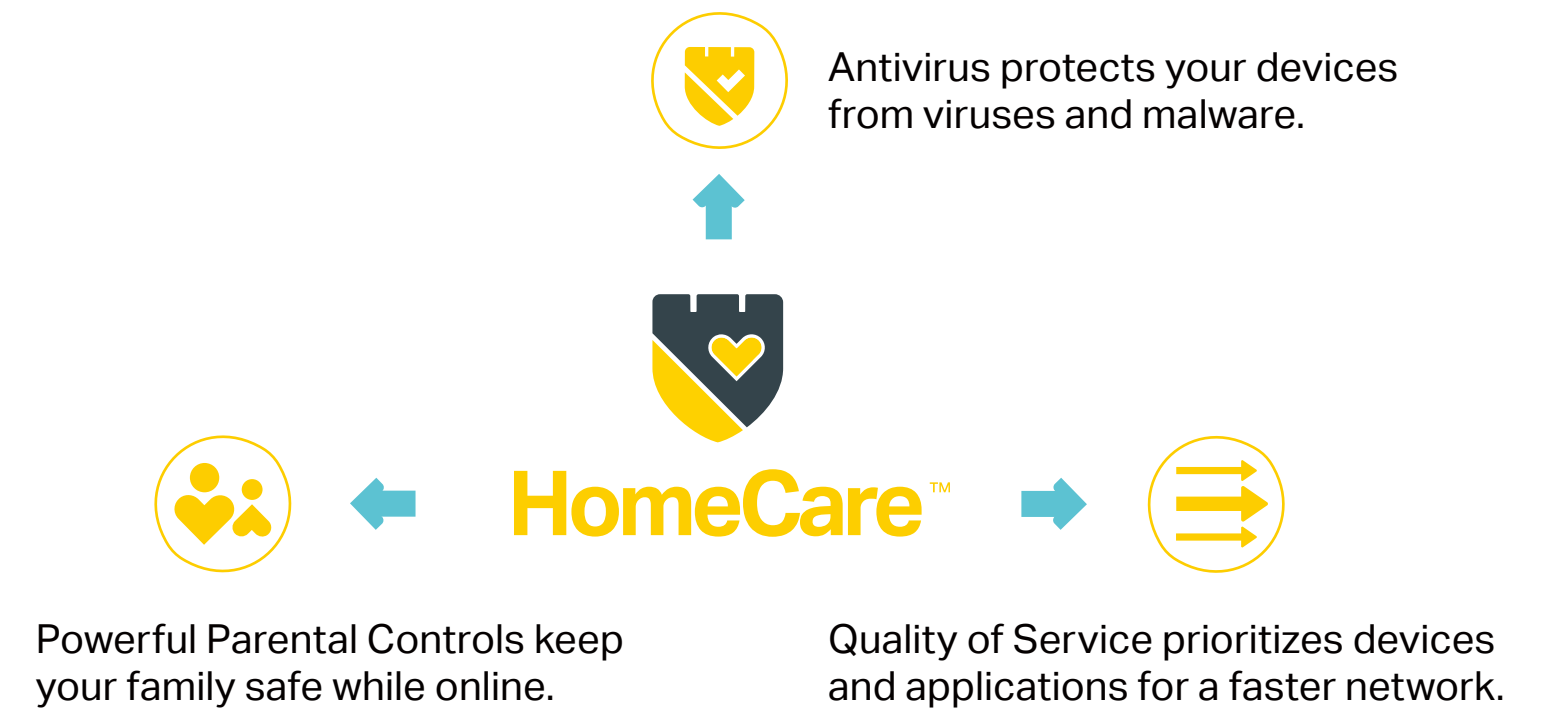 Antivirus protects your devices
from viruses and malware.
HomeCare™
Powerful Parental Controls keep
your family safe while online.
Quality of Service prioritizes devices
and applications for a faster network.